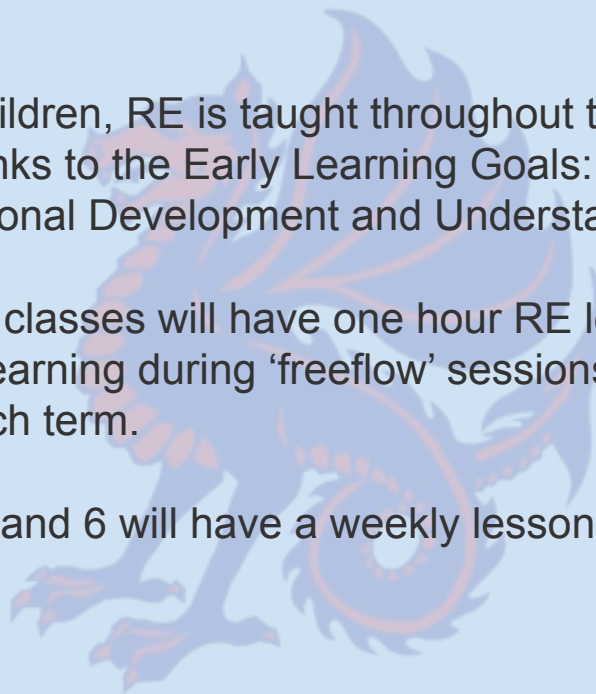 ildren, RE is taught throughout t
nks to the Early Learning Goals:
ional Development and Understa
classes will have one hour RE l
earning during ‘freeflow’ sessions
ch term.
and 6 will have a weekly lesson